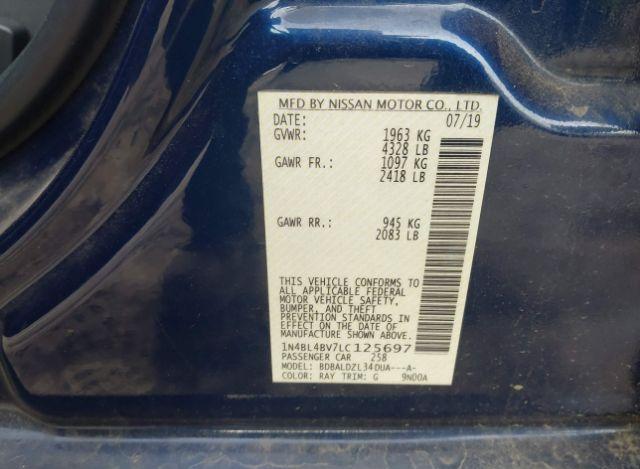 MFD BY NISSAN MOTOR CO., LTD.
DATE: 07/19
GVWR: 1963 KG
4328 LB
GAWR FR.: 1097 KG
2418 LB
GAWR RR.: 945 KG
2083 LB
THIS VEHICLE CONFORMS TO
ALL APPLICABLE FEDERAL
MOTOR VEHICLE SAFETY,
BUMPER, AND THEFT
PREVENTION STANDARDS IN
EFFECT ON THE DATE OF
MANUFACTURE SHOWN ABOVE.
1N4BL4BV7LC125697
PASSENGER CAR 258
MODEL: BDBALDZL34DUA---A-
COLOR: RAY TRIM: G 9N00A